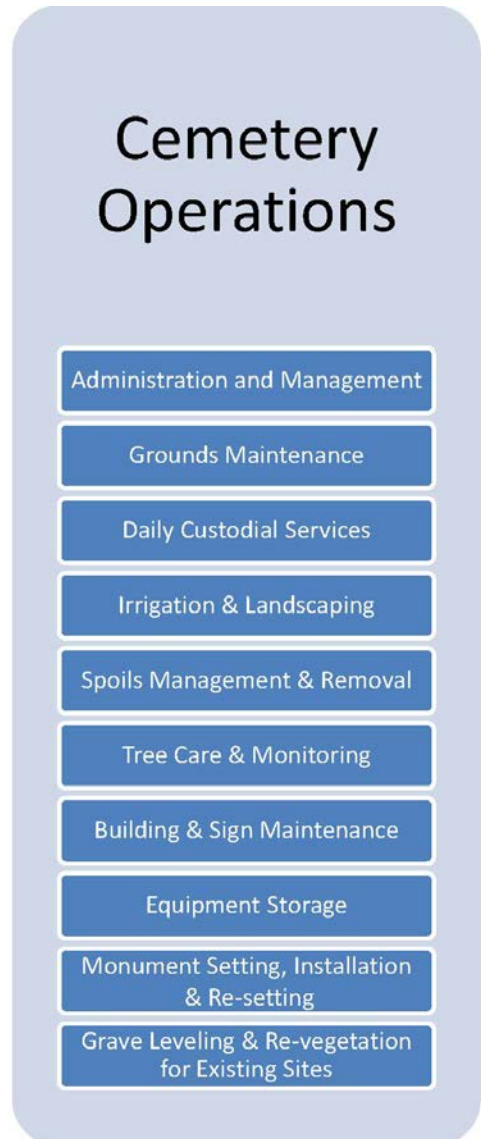 Cemetery
Operations
Administration and Management
Grounds Maintenance
Daily Custodial Services
Irrigation & Landscaping
Spoils Management & Removal
Tree Care & Monitoring
Building & Sign Maintenance
Equipment Storage
Monument Setting, Installation
& Re-setting
Grave Leveling & Re-vegetation
for Existing Sites